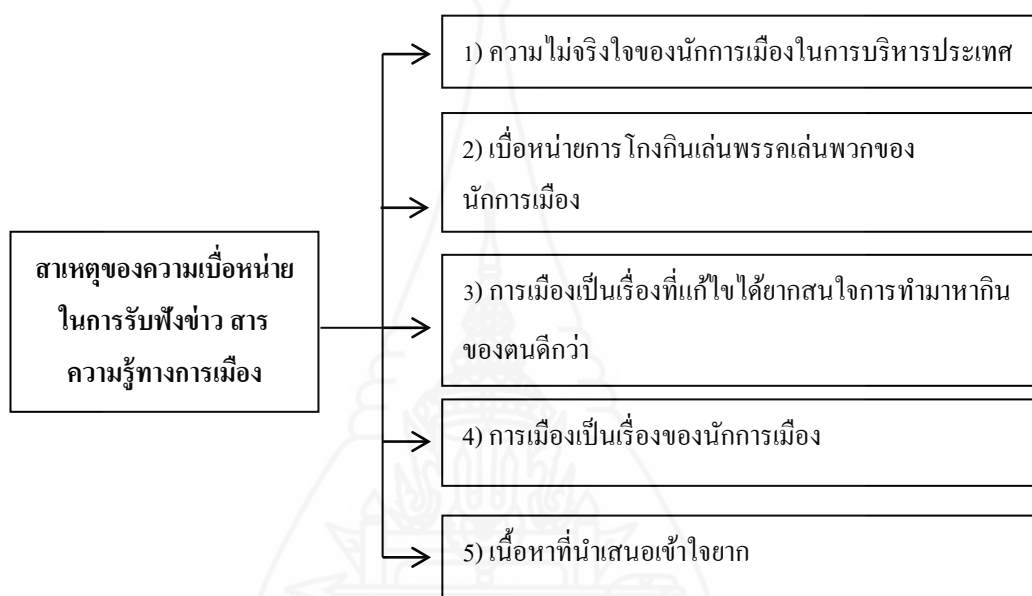 1) ความไม่จริงใจของนักการเมืองในการบริหารประเทศ
2) เบื่อหน่ายการโกงกินเล่นพรรคเล่นพวกของ
นักการเมือง
สาเหตุของความเบื่อหน่าย
ในการรับฟังข่าว สาร
ความรู้ทางการเมือง
3) การเมืองเป็นเรื่องที่แก้ไขได้ยากสนใจการทำมาหากิน
ของตนดีกว่า
4) การเมืองเป็นเรื่องของนักการเมือง
5) เนื้อหาที่นำเสนอเข้าใจยาก